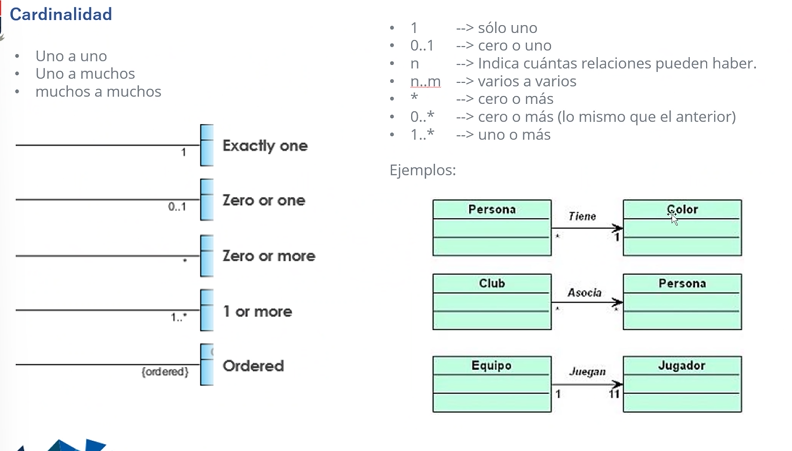 Cardinalidad
• Uno a uno
• Uno a muchos
• muchos a muchos
1 Exactly one
0..1 Zero or one
* Zero or more
1..* 1 or more
{ordered} Ordered
• 1 --> sólo uno
• 0..1 --> cero o uno
• n --> Indica cuántas relaciones pueden haber.
• n..m --> varios a varios
• * --> cero o más
• 0..* --> cero o más (lo mismo que el anterior)
• 1..* --> uno o más
Ejemplos:
Persona Tiene Color
* 1
Club Asocia Persona
* *
Equipo Juegan Jugador
1 11